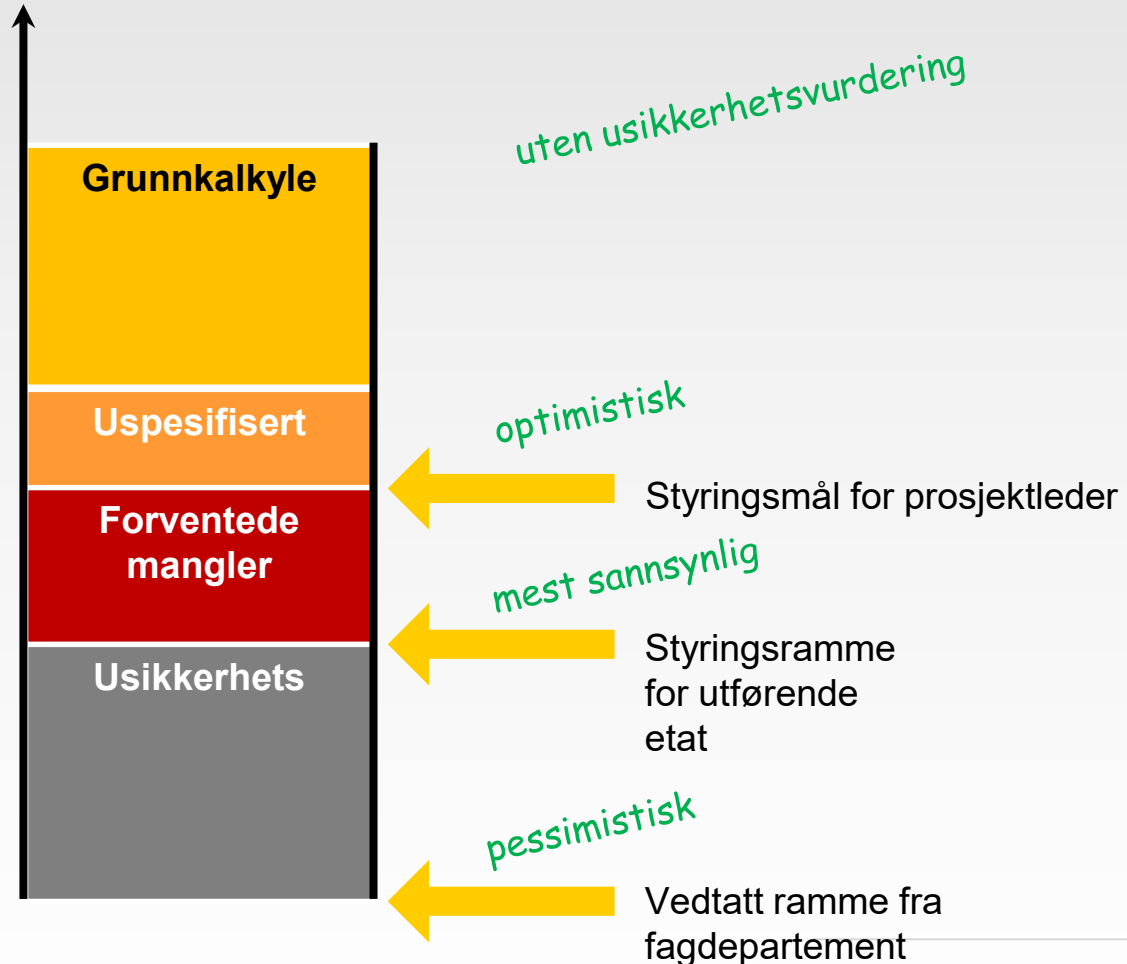 uten usikkerhetsvurdering
Grunnkalkyle
optimistisk
Uspesifisert
Styringsmål for prosjektleder
Forventede
mangler
mest sannsynlig
Styringsramme
for utførende
etat
Usikkerhets
pessimistisk
Vedtatt ramme fra
fagdepartement